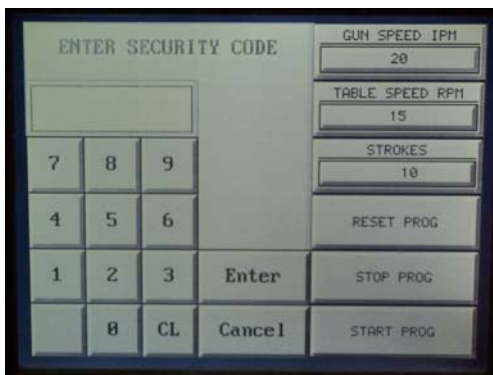 ENTER SECURITY CODE
7 8 9
4 5 6
1 2 3 Enter
0 CL Cancel
GUN SPEED IPM
20
TABLE SPEED RPM
15
STROKES
10
RESET PROG
STOP PROG
START PROG